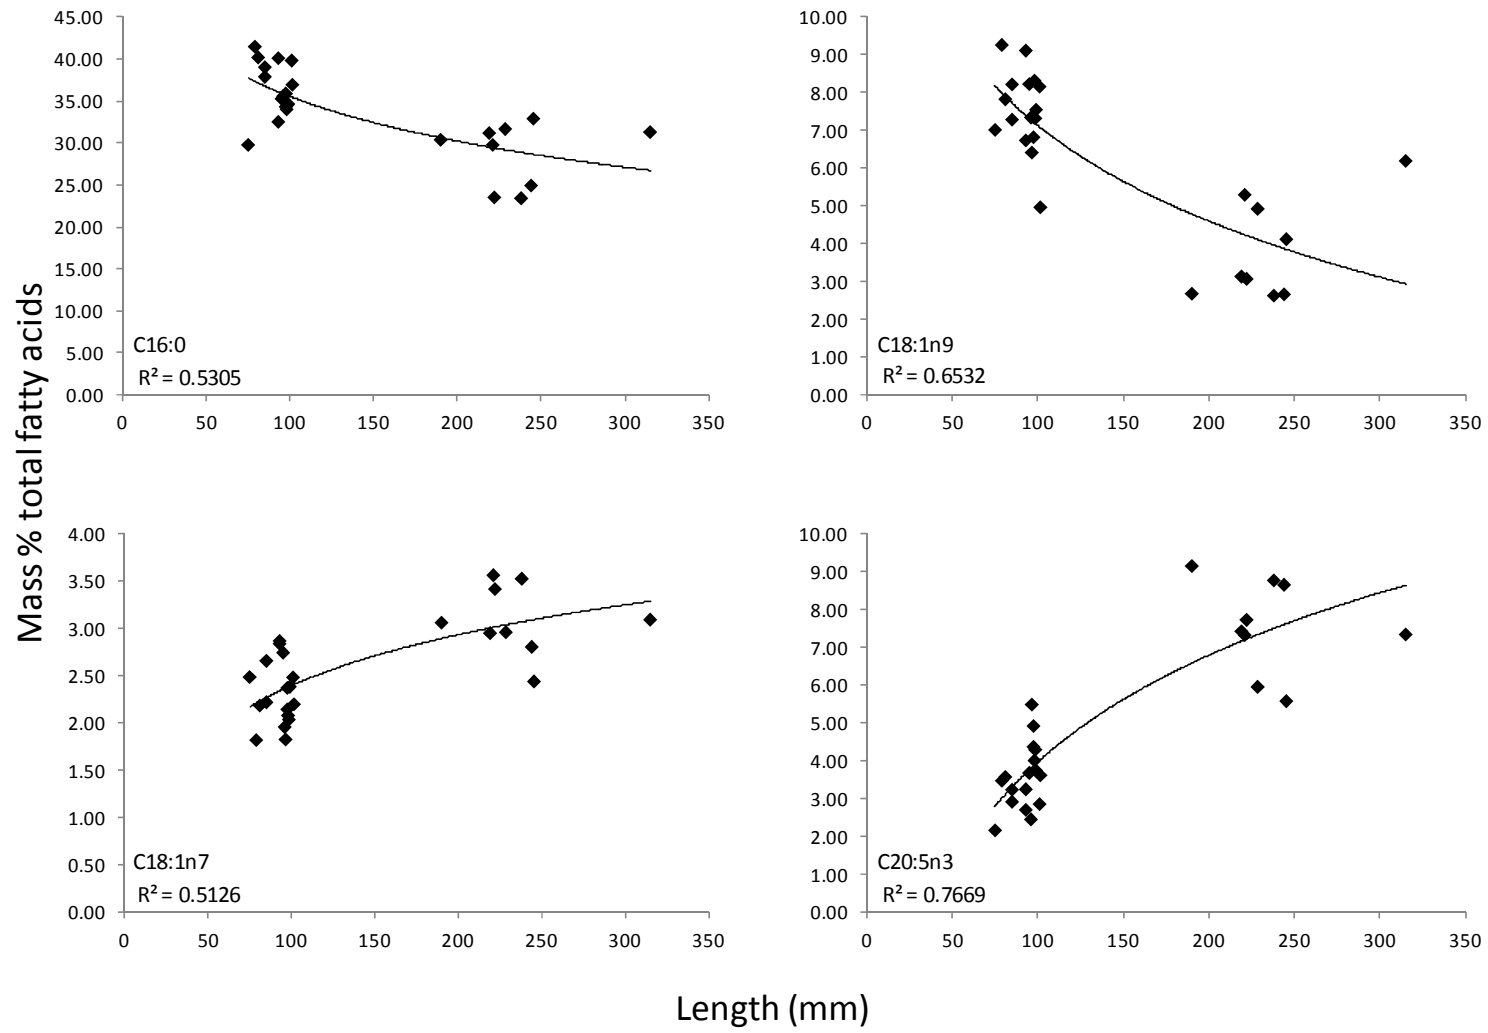 Mass % total fatty acids
45.00
40.00
35.00
30.00
25.00
20.00
15.00
10.00
5.00
0.00
C16:0
R² = 0.5305
0 50 100 150 200 250 300 350
10.00
9.00
8.00
7.00
6.00
5.00
4.00
3.00
2.00
1.00
0.00
C18:1n9
R² = 0.6532
0 50 100 150 200 250 300 350
4.00
3.50
3.00
2.50
2.00
1.50
1.00
0.50
0.00
C18:1n7
R² = 0.5126
0 50 100 150 200 250 300 350
10.00
9.00
8.00
7.00
6.00
5.00
4.00
3.00
2.00
1.00
0.00
C20:5n3
R² = 0.7669
0 50 100 150 200 250 300 350
Length (mm)